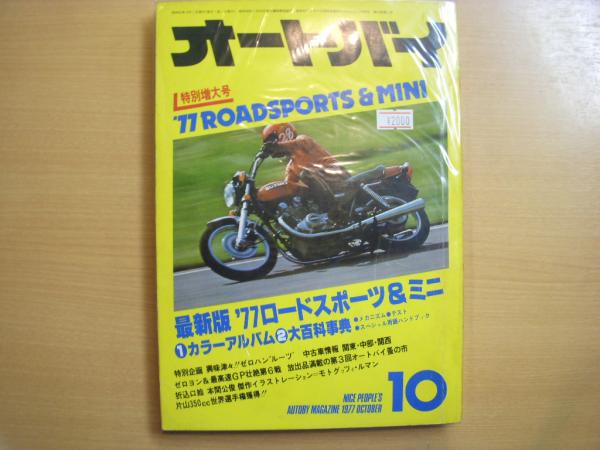 オートバイ
特別増大号
'77 ROADSPORTS & MINI
¥2000
28
SUZUKI
最新版 '77ロードスポーツ&ミニ
①カラーアルバム②大百科事典
●メカニズム●テスト
●スペシャル用語ハンドブック
特別企画 興味津々!!ゼロハン"ルーツ" 中古車情報 関東・中部・関西
ゼロヨン&最高速GP壮絶第6戦 放出品満載の第3回オートバイ蚤の市
折込口絵 本間公俊 傑作イラストレーション=モトグッツィ・ルマン
片山350cc世界選手権獲得!!
NICE PEOPLE'S
AUTOBY MAGAZINE 1977 OCTOBER
10